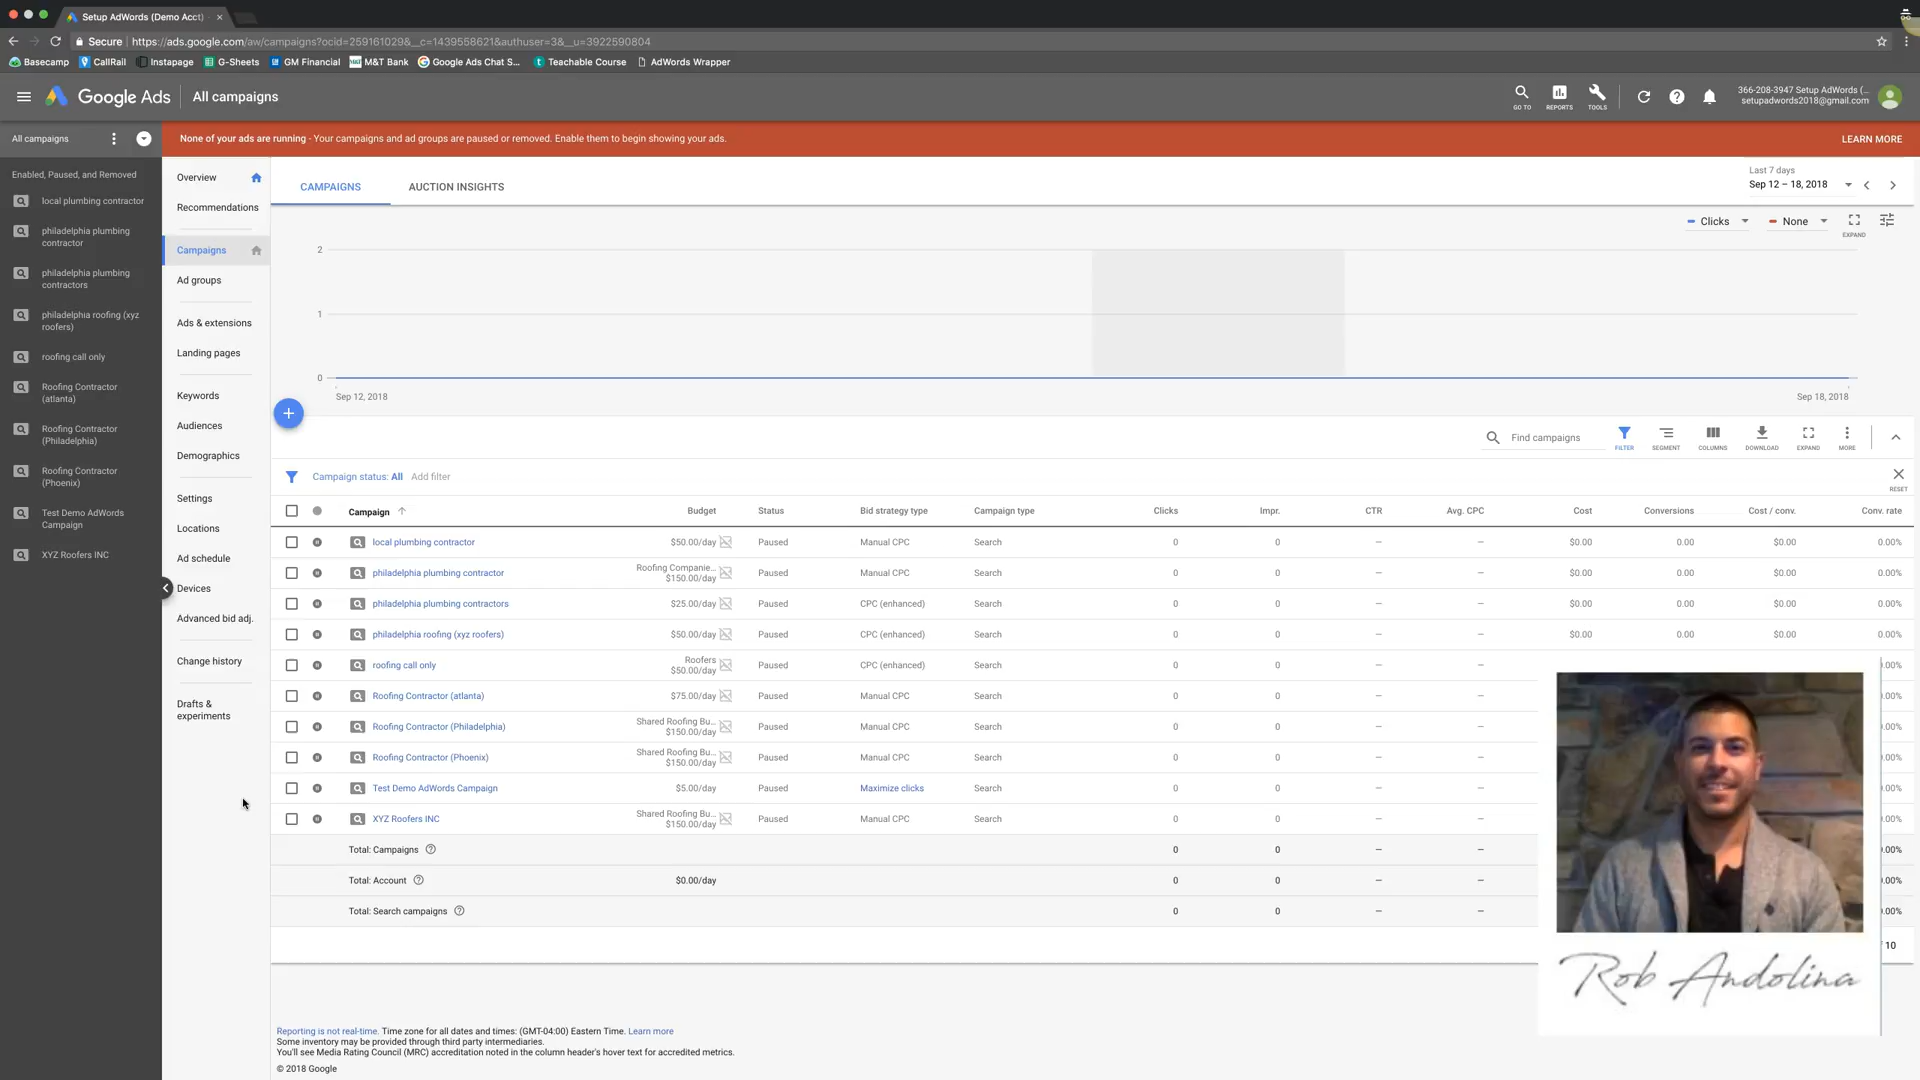 Setup AdWords (Demo Acct)
Secure https://ads.google.com/aw/campaigns?ocid=259161029&__c=1439558621&authuser=3&__u=3922590804
Basecamp CallRail Instapage G-Sheets GM Financial M&T Bank Google Ads Chat S... Teachable Course AdWords Wrapper
Google Ads All campaigns
GO TO REPORTS TOOLS
366-208-3947 Setup AdWords (...
setupadwords2018@gmail.com
All campaigns
None of your ads are running - Your campaigns and ad groups are paused or removed. Enable them to begin showing your ads. LEARN MORE
Enabled, Paused, and Removed
local plumbing contractor
philadelphia plumbing
contractor
philadelphia plumbing
contractors
philadelphia roofing (xyz
roofers)
roofing call only
Roofing Contractor
(atlanta)
Roofing Contractor
(Philadelphia)
Roofing Contractor
(Phoenix)
Test Demo AdWords
Campaign
XYZ Roofers INC
Overview
Recommendations
Campaigns
Ad groups
Ads & extensions
Landing pages
Keywords
Audiences
Demographics
Settings
Locations
Ad schedule
Devices
Advanced bid adj.
Change history
Drafts &
experiments
CAMPAIGNS AUCTION INSIGHTS
Last 7 days
Sep 12 – 18, 2018
Clicks None EXPAND
2
1
0
Sep 12, 2018 Sep 18, 2018
Find campaigns FILTER SEGMENT COLUMNS DOWNLOAD EXPAND MORE
Campaign status: All Add filter RESET
Campaign Budget Status Bid strategy type Campaign type Clicks Impr. CTR Avg. CPC Cost Conversions Cost / conv. Conv. rate
local plumbing contractor $50.00/day Paused Manual CPC Search 0 0 – – $0.00 0.00 $0.00 0.00%
philadelphia plumbing contractor Roofing Companie... $150.00/day Paused Manual CPC Search 0 0 – – $0.00 0.00 $0.00 0.00%
philadelphia plumbing contractors $25.00/day Paused CPC (enhanced) Search 0 0 – – $0.00 0.00 $0.00 0.00%
philadelphia roofing (xyz roofers) $50.00/day Paused CPC (enhanced) Search 0 0 – – $0.00 0.00 $0.00 0.00%
roofing call only Roofers $50.00/day Paused CPC (enhanced) Search 0 0 – – .00%
Roofing Contractor (atlanta) $75.00/day Paused Manual CPC Search 0 0 – – .00%
Roofing Contractor (Philadelphia) Shared Roofing Bu... $150.00/day Paused Manual CPC Search 0 0 – – .00%
Roofing Contractor (Phoenix) Shared Roofing Bu... $150.00/day Paused Manual CPC Search 0 0 – – .00%
Test Demo AdWords Campaign $5.00/day Paused Maximize clicks Search 0 0 – – .00%
XYZ Roofers INC Shared Roofing Bu... $150.00/day Paused Manual CPC Search 0 0 – – .00%
Total: Campaigns 0 0 – – .00%
Total: Account $0.00/day 0 0 – – .00%
Total: Search campaigns 0 0 – – .00%
10
Rob Andolina
Reporting is not real-time. Time zone for all dates and times: (GMT-04:00) Eastern Time. Learn more
Some inventory may be provided through third party intermediaries.
You'll see Media Rating Council (MRC) accreditation noted in the column header's hover text for accredited metrics.
© 2018 Google